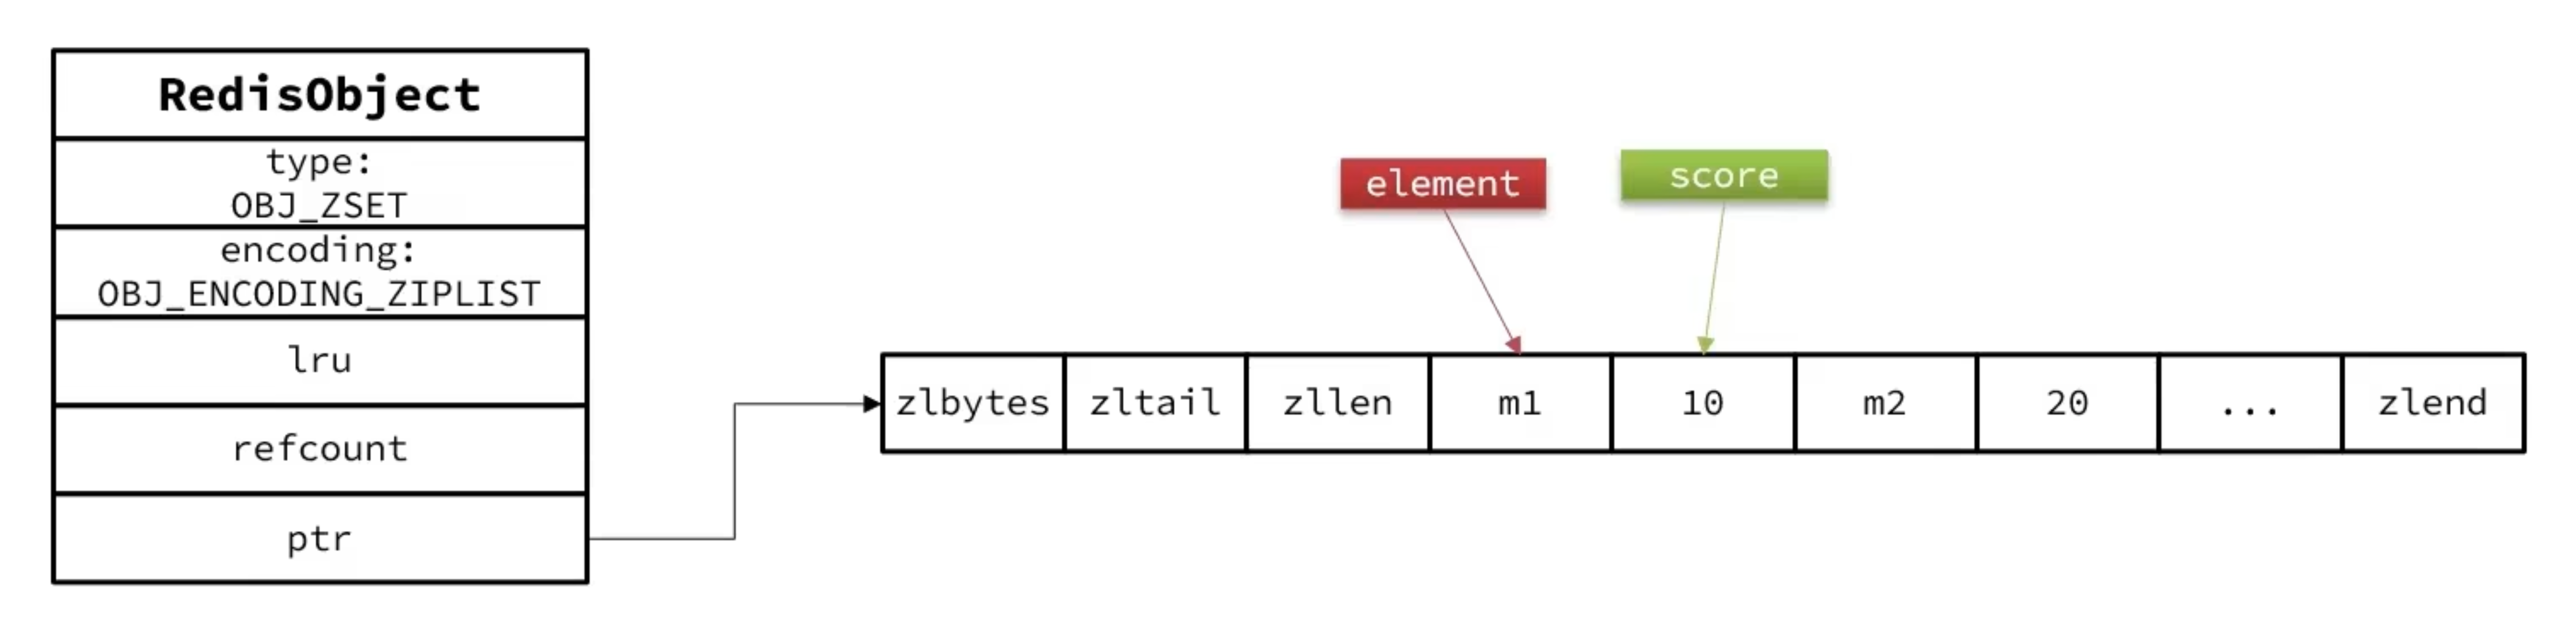 RedisObject
type:
OBJ_ZSET
encoding:
OBJ_ENCODING_ZIPLIST
lru
refcount
ptr
element
score
zlbytes zltail zllen m1 10 m2 20 ... zlend